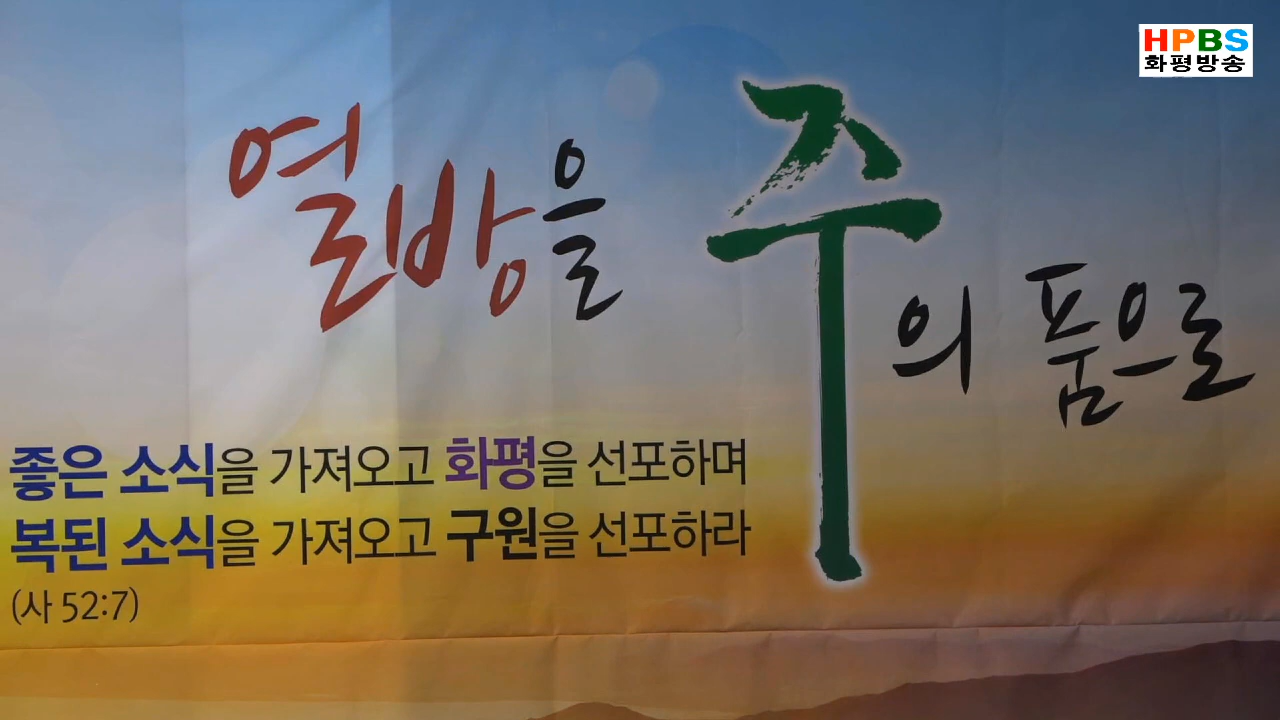 HPBS
화평방송
열방을 주의 품으로
좋은 소식을 가져오고 화평을 선포하며
복된 소식을 가져오고 구원을 선포하라
(사 52:7)